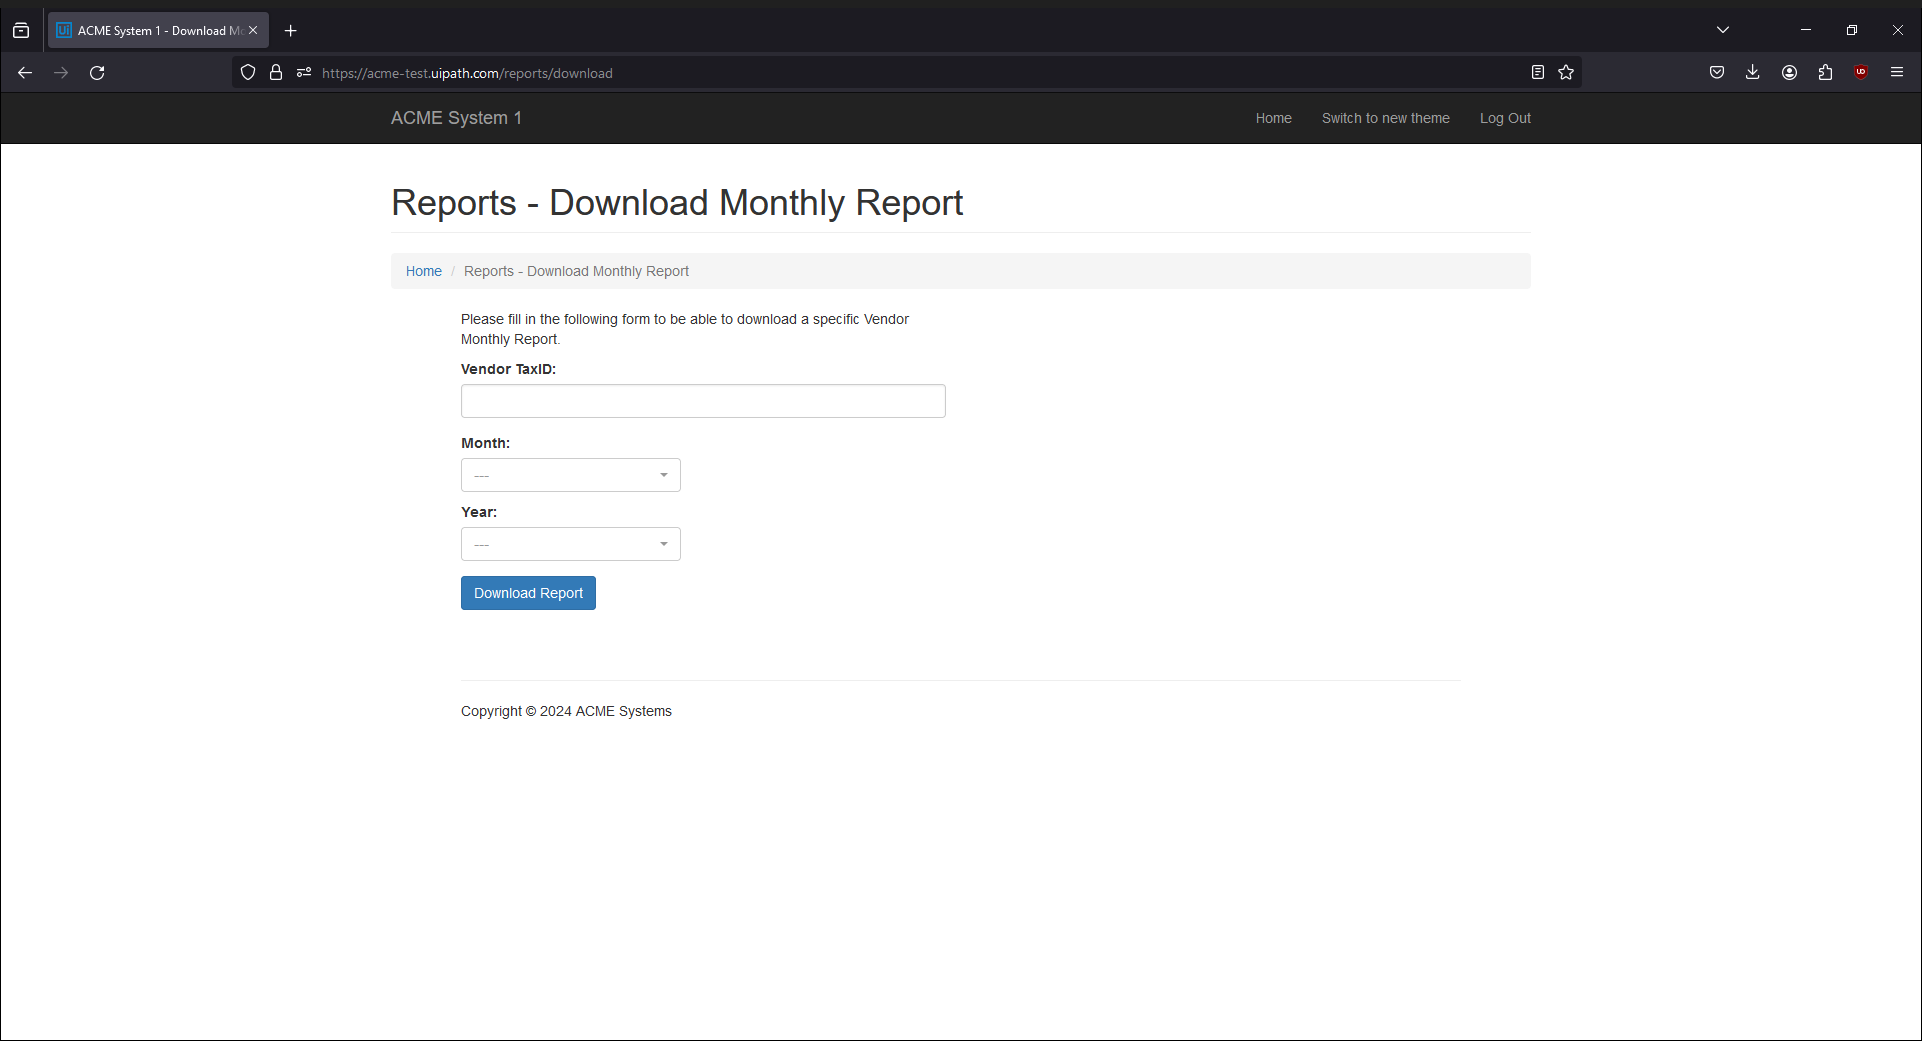 ACME System 1 - Download Mo
https://acme-test.uipath.com/reports/download
ACME System 1
Home
Switch to new theme
Log Out
Reports - Download Monthly Report
Home / Reports - Download Monthly Report
Please fill in the following form to be able to download a specific Vendor
Monthly Report.
Vendor TaxID:
Month:
---
Year:
---
Download Report
Copyright © 2024 ACME Systems